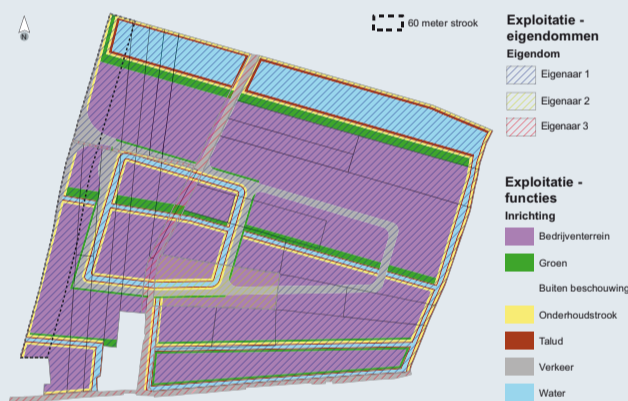 N
60 meter strook
Exploitatie -
eigendommen
Eigendom
Eigenaar 1
Eigenaar 2
Eigenaar 3
Exploitatie -
functies
Inrichting
Bedrijventerrein
Groen
Buiten beschouwing
Onderhoudstrook
Talud
Verkeer
Water